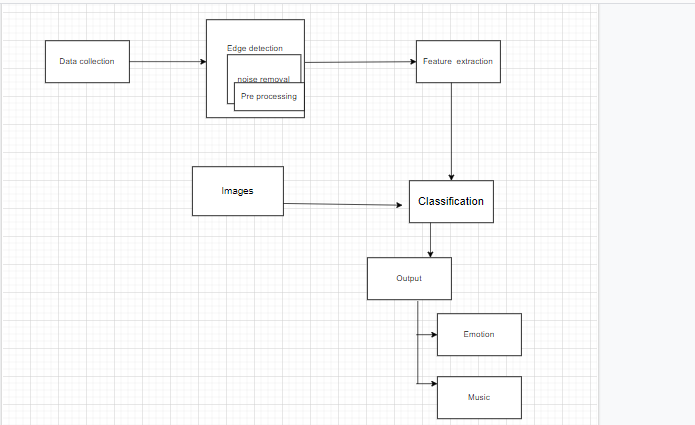 Data collection
Edge detection
noise removal
Pre processing
Feature extraction
Images
Classification
Output
Emotion
Music